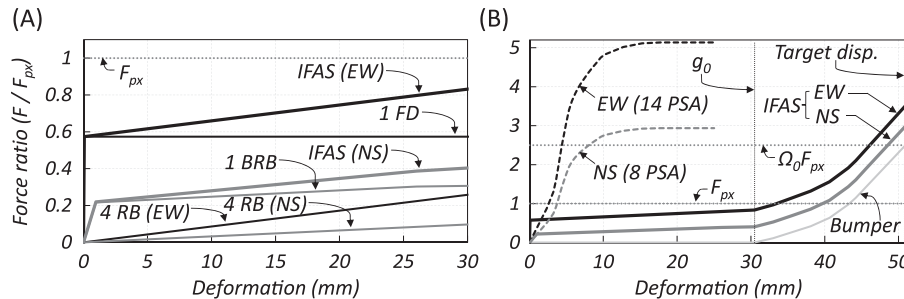 (A)
Force ratio (F / F_px)
1
0.8
0.6
0.4
0.2
0
F_px
IFAS (EW)
1 FD
IFAS (NS)
1 BRB
4 RB (NS)
4 RB (EW)
0 5 10 15 20 25 30
Deformation (mm)
(B)
5
4
3
2
1
0
Target disp.
g_0
EW (14 PSA)
IFAS
EW
NS
Ω_0F_px
NS (8 PSA)
F_px
Bumper
0 10 20 30 40 50
Deformation (mm)